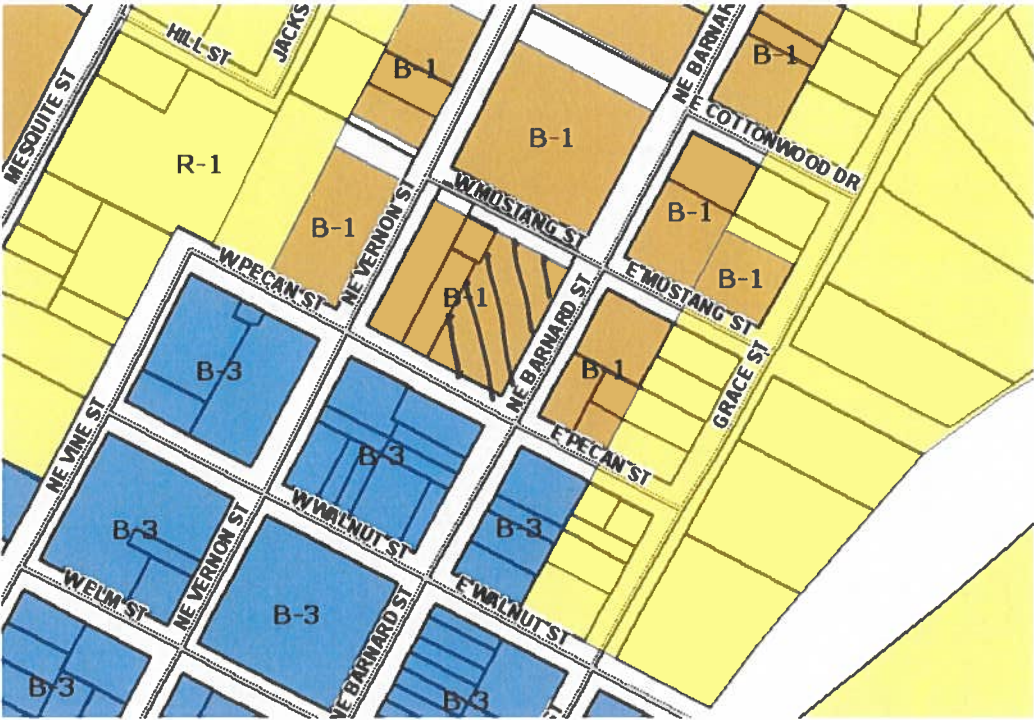 HILL ST
JACKS
B-1
B-1
NE BARNAR
MESQUITE ST
R-1
B-1
E COTTONWOOD DR
B-1
W MUSTANG ST
B-1
NE VERNON ST
W PECAN ST
B-1
E MUSTANG ST
B-1
B-3
NE BARNARD ST
B-1
GRACE ST
NE VINE ST
B-3
E PECAN ST
B-3
W WALNUT ST
B-3
NE VERNON ST
W ELM ST
B-3
E WALNUT ST
NE BARNARD ST
B-3
B-3
ST